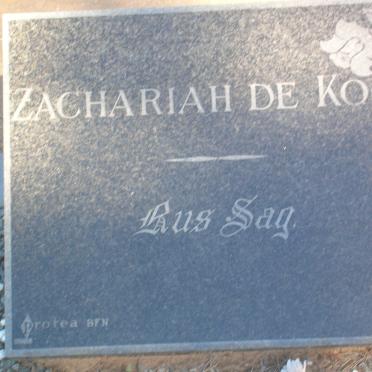 ZACHARIAH DE KO
Rus Sag.
Protea BFN